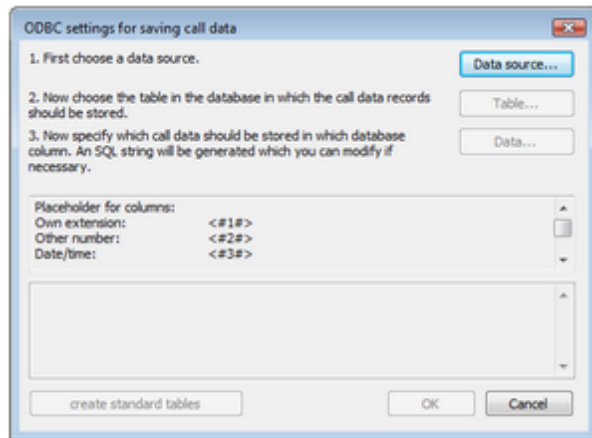 ODBC settings for saving call data
1. First choose a data source.
Data source...
2. Now choose the table in the database in which the call data records
should be stored.
Table...
3. Now specify which call data should be stored in which database
column. An SQL string will be generated which you can modify if
necessary.
Data...
Placeholder for columns:
Own extension: <#1#>
Other number: <#2#>
Date/time: <#3#>
create standard tables
OK
Cancel